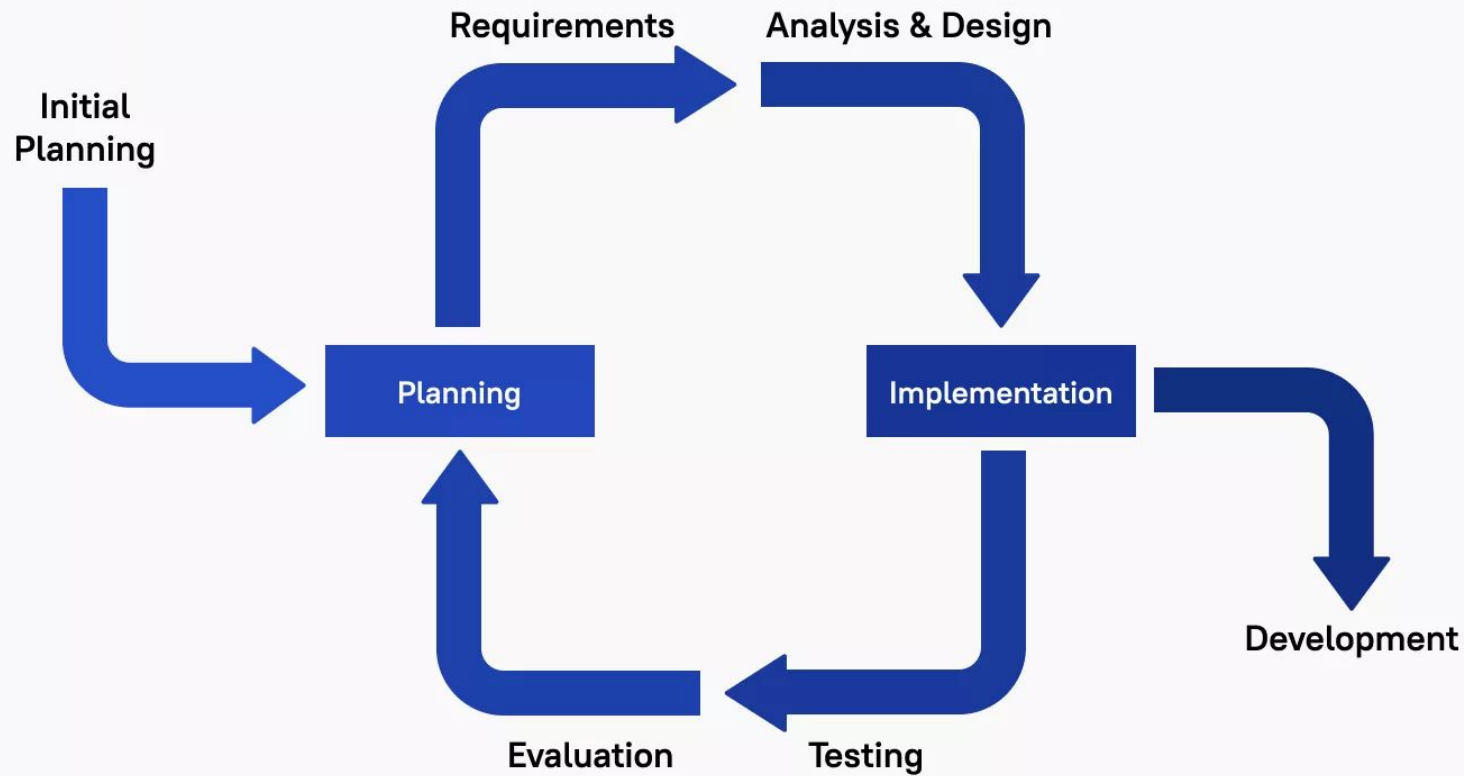 Requirements
Analysis & Design
Initial
Planning
Planning
Implementation
Development
Evaluation
Testing